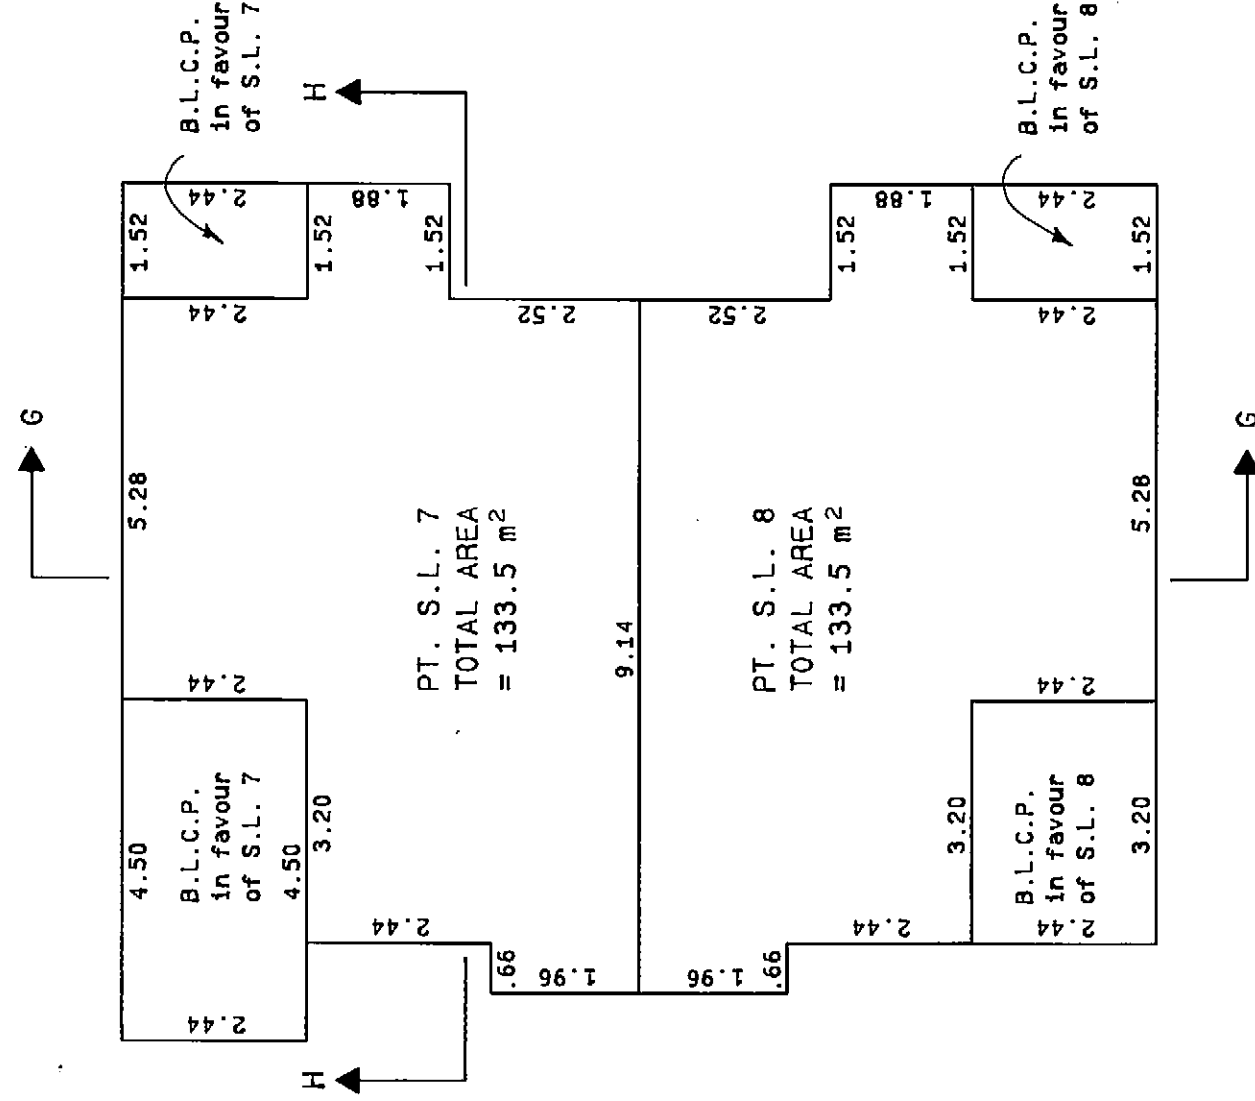 B.L.C.P.
in favour
of S.L. 7
B.L.C.P.
in favour
of S.L. 8
H
G
G
H
1.52
2.44
1.52
1.88
1.52
2.44
2.52
5.28
2.44
4.50
B.L.C.P.
in favour
of S.L. 7
4.50
3.20
2.44
2.44
.66
1.96
PT. S.L. 7
TOTAL AREA
= 133.5 m²
9.14
PT. S.L. 8
TOTAL AREA
= 133.5 m²
2.52
1.88
1.52
1.52
2.44
1.52
2.44
5.28
2.44
3.20
B.L.C.P.
in favour
of S.L. 8
3.20
2.44
2.44
.66
1.96